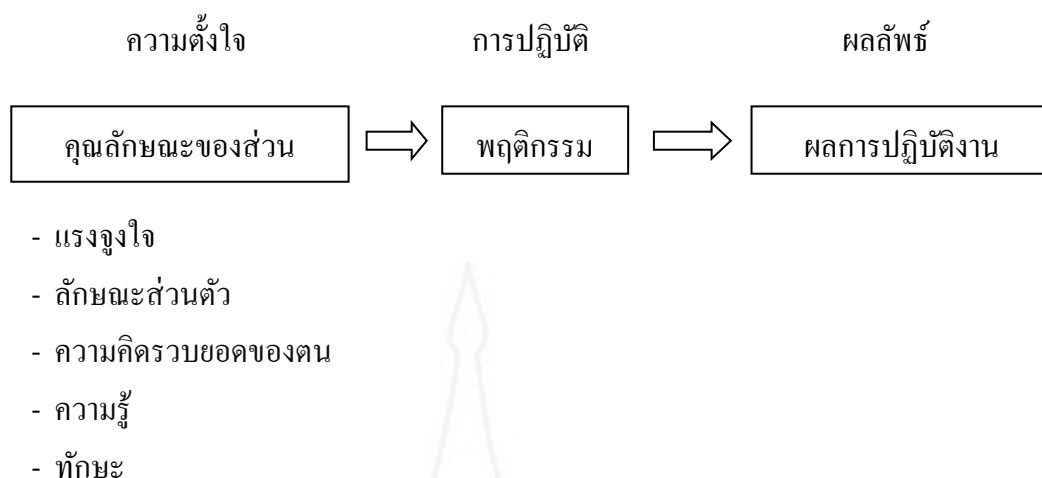 ความตั้งใจ การปฏิบัติ ผลลัพธ์
คุณลักษณะของส่วน พฤติกรรม ผลการปฏิบัติงาน
- แรงจูงใจ
- ลักษณะส่วนตัว
- ความคิดรวบยอดของตน
- ความรู้
- ทักษะ